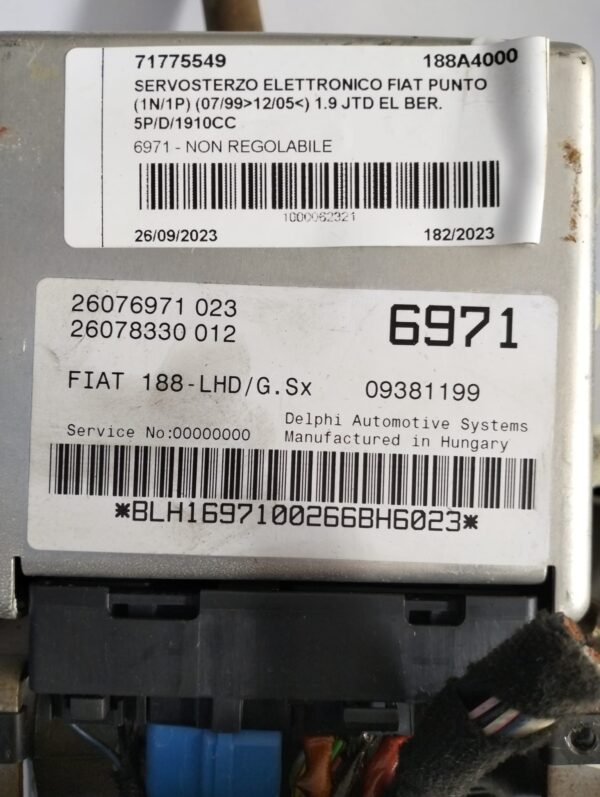 71775549 188A4000
SERVOSTERZO ELETTRONICO FIAT PUNTO
(1N/1P) (07/99>12/05<) 1.9 JTD EL BER.
5P/D/1910CC
6971 - NON REGOLABILE
1000062321
26/09/2023 182/2023
26076971 023
26078330 012
6971
FIAT 188-LHD/G.Sx 09381199
Delphi Automotive Systems
Service No:00000000 Manufactured in Hungary
*BLH1697100266BH6023*